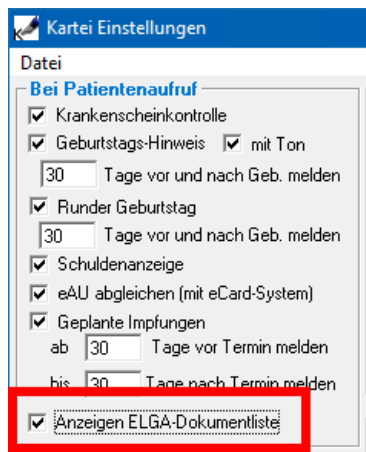 Kartei Einstellungen
Datei
Bei Patientenaufruf
Krankenscheinkontrolle
Geburtstags-Hinweis mit Ton
30 Tage vor und nach Geb. melden
Runder Geburtstag
30 Tage vor und nach Geb. melden
Schuldenanzeige
eAU abgleichen (mit eCard-System)
Geplante Impfungen
ab 30 Tage vor Termin melden
bis 30 Tage nach Termin melden
Anzeigen ELGA-Dokumentliste